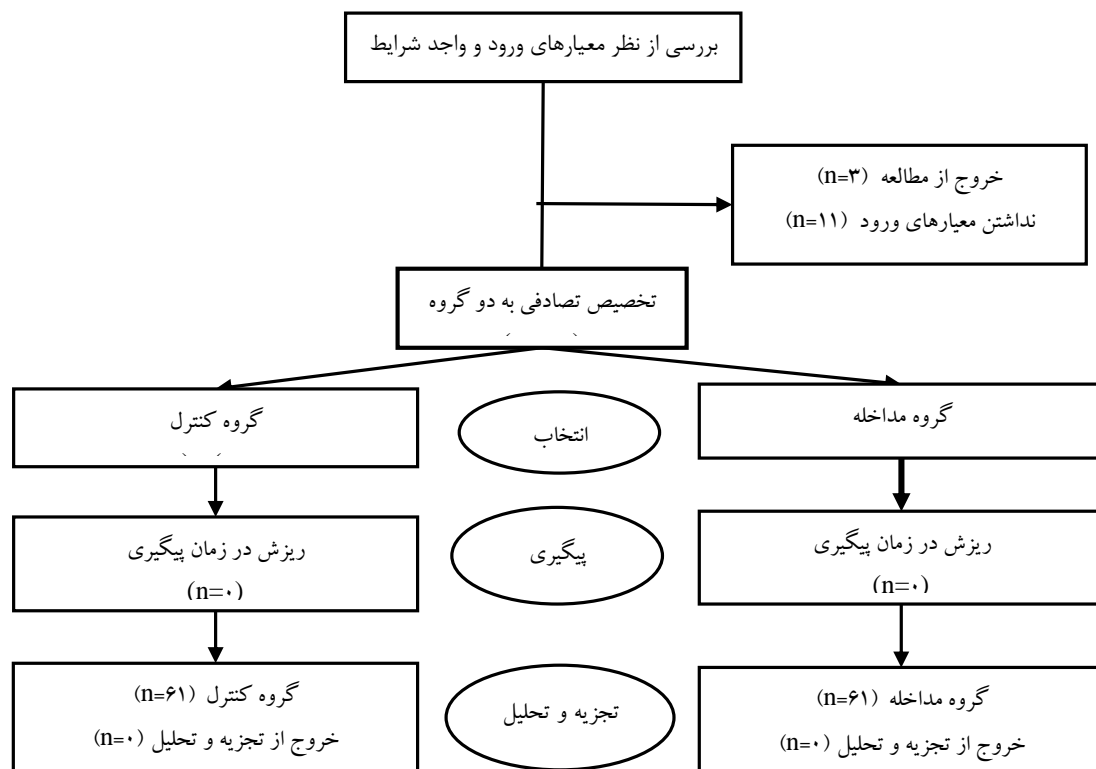 بررسی از نظر معیارهای ورود و واجد شرایط
خروج از مطالعه (n=۳)
نداشتن معیارهای ورود (n=۱۱)
تخصیص تصادفی به دو گروه
گروه مداخله
انتخاب
گروه کنترل
ریزش در زمان پیگیری
(n=۰)
پیگیری
ریزش در زمان پیگیری
(n=۰)
گروه مداخله (n=۶۱)
خروج از تجزیه و تحلیل (n=۰)
تجزیه و تحلیل
گروه کنترل (n=۶۱)
خروج از تجزیه و تحلیل (n=۰)